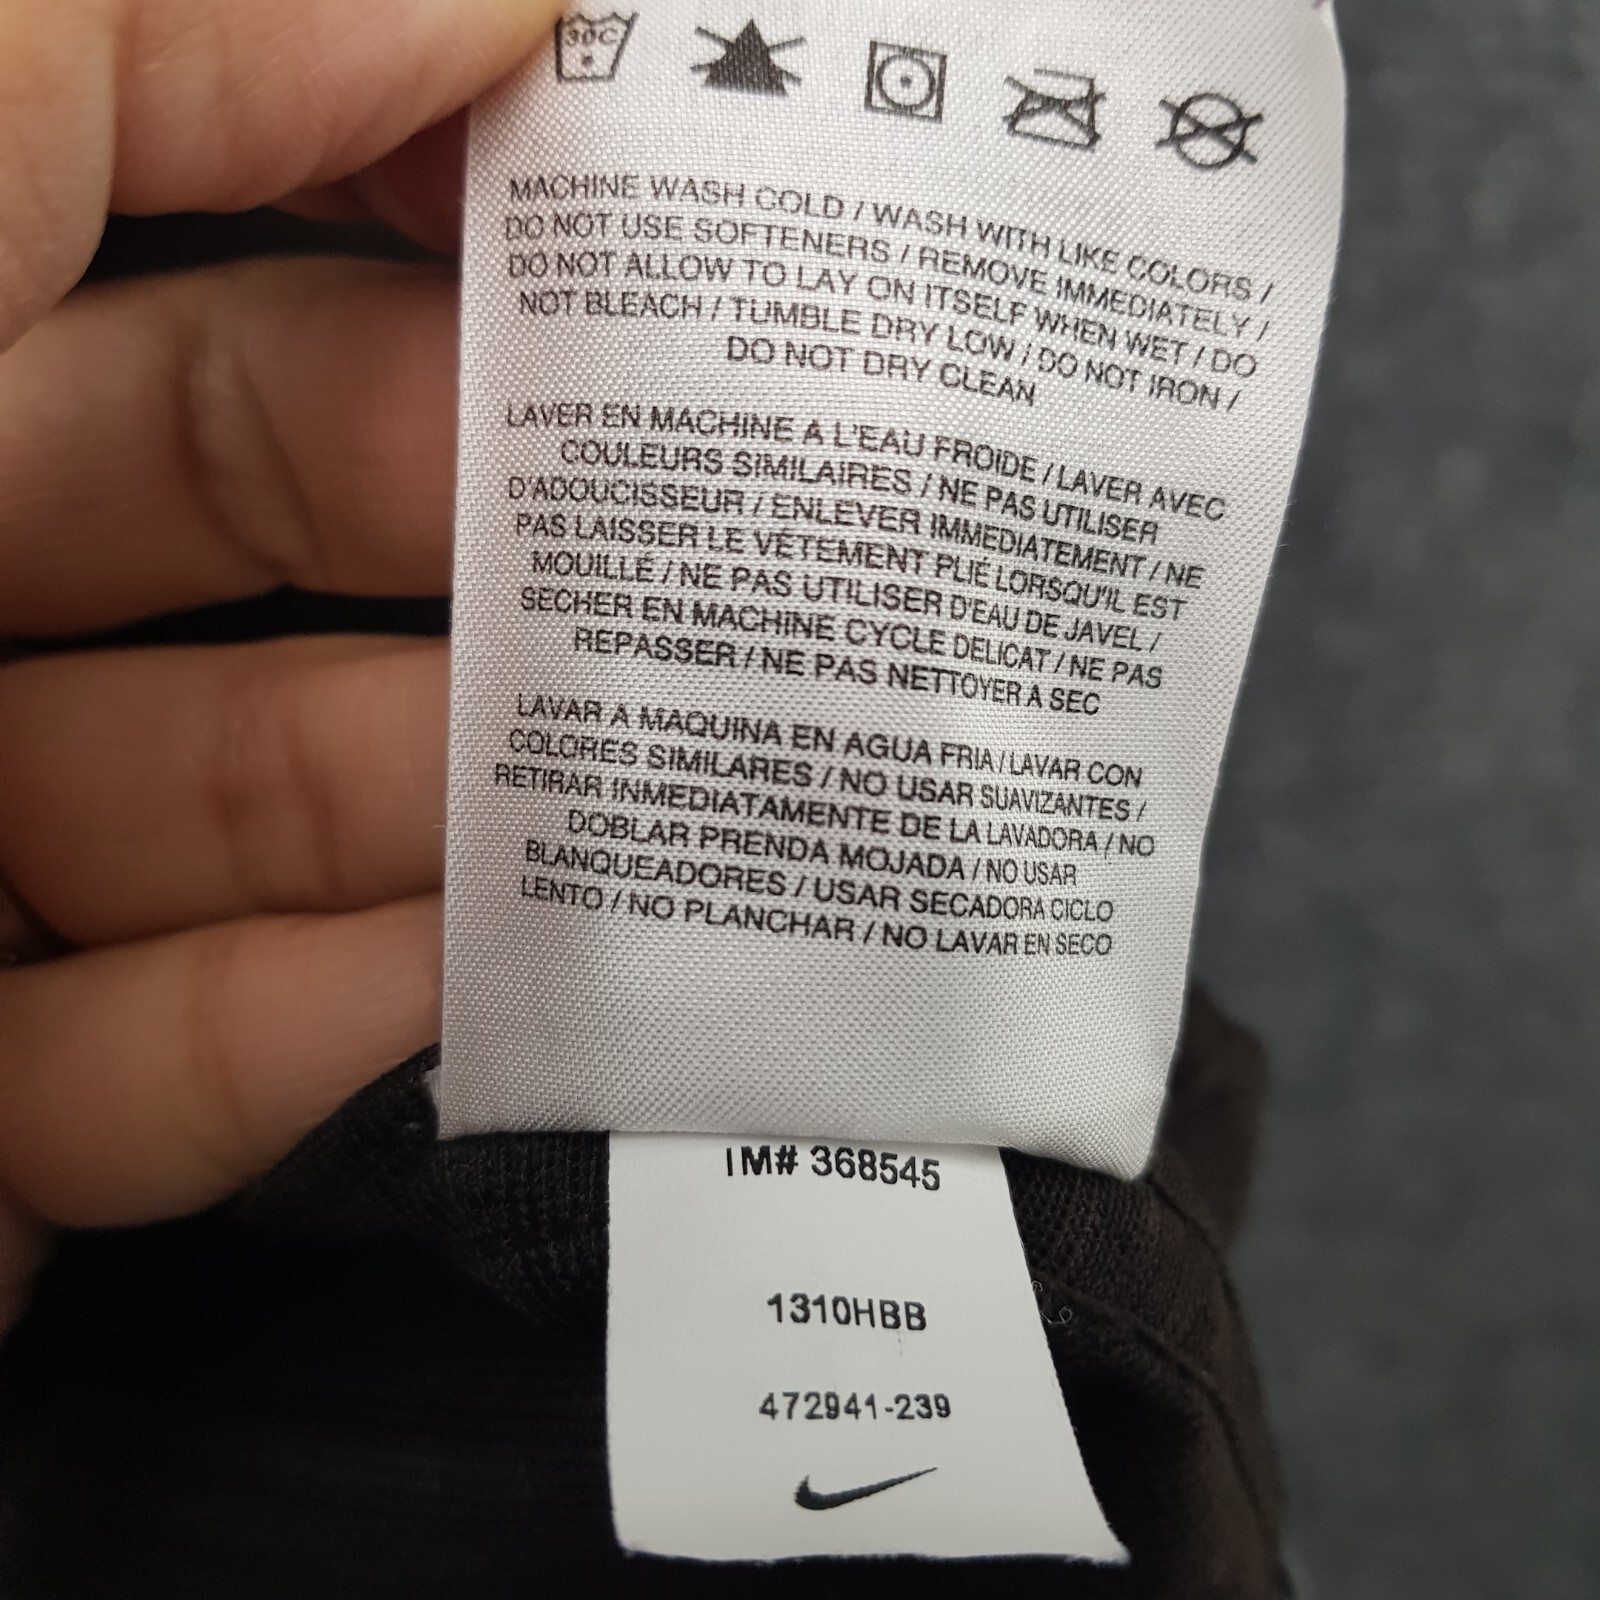 30C
MACHINE WASH COLD / WASH WITH LIKE COLORS /
DO NOT USE SOFTENERS / REMOVE IMMEDIATELY /
DO NOT ALLOW TO LAY ON ITSELF WHEN WET / DO
NOT BLEACH / TUMBLE DRY LOW / DO NOT IRON /
DO NOT DRY CLEAN
LAVER EN MACHINE A L'EAU FROIDE / LAVER AVEC
COULEURS SIMILAIRES / NE PAS UTILISER
D'ADOUCISSEUR / ENLEVER IMMEDIATEMENT / NE
PAS LAISSER LE VÉTEMENT PLIÉ LORSQU'IL EST
MOUILLÉ / NE PAS UTILISER D'EAU DE JAVEL /
SECHER EN MACHINE CYCLE DELICAT / NE PAS
REPASSER / NE PAS NETTOYER A SEC
LAVAR A MAQUINA EN AGUA FRIA / LAVAR CON
COLORES SIMILARES / NO USAR SUAVIZANTES /
RETIRAR INMEDIATAMENTE DE LA LAVADORA / NO
DOBLAR PRENDA MOJADA / NO USAR
BLANQUEADORES / USAR SECADORA CICLO
LENTO / NO PLANCHAR / NO LAVAR EN SECO
IM# 368545
1310HBB
472941-239